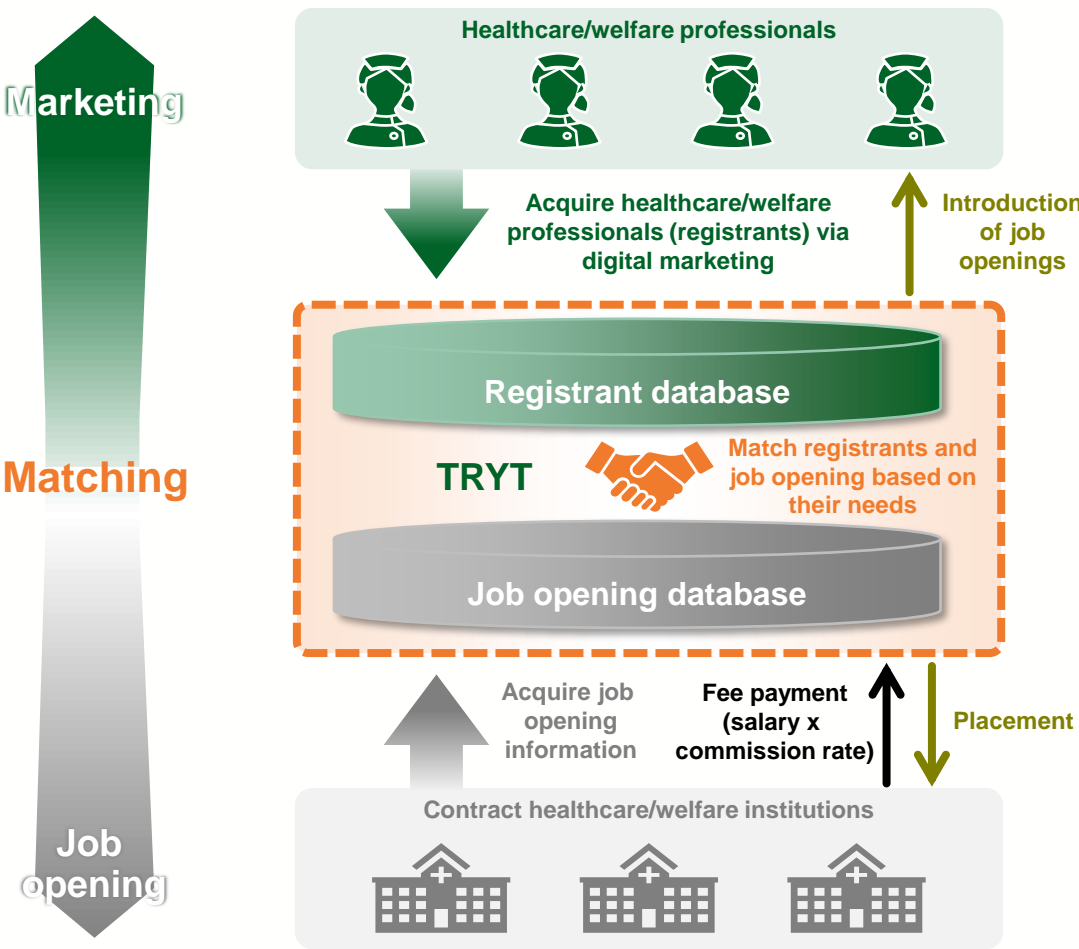 Healthcare/welfare professionals
Marketing
Acquire healthcare/welfare
professionals (registrants) via
digital marketing
Introduction
of job
openings
Registrant database
Matching
TRYT
Match registrants and
job opening based on
their needs
Job opening database
Acquire job
opening
information
Fee payment
(salary x
commission rate)
Placement
Contract healthcare/welfare institutions
Job
opening